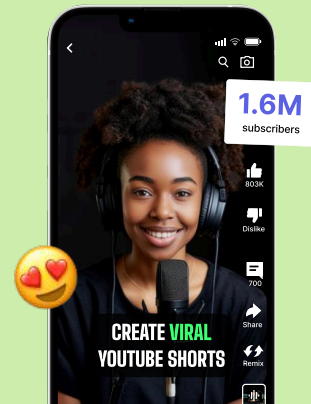 1.6M
subscribers
803K
Dislike
700
Share
CREATE VIRAL
YOUTUBE SHORTS
Remix